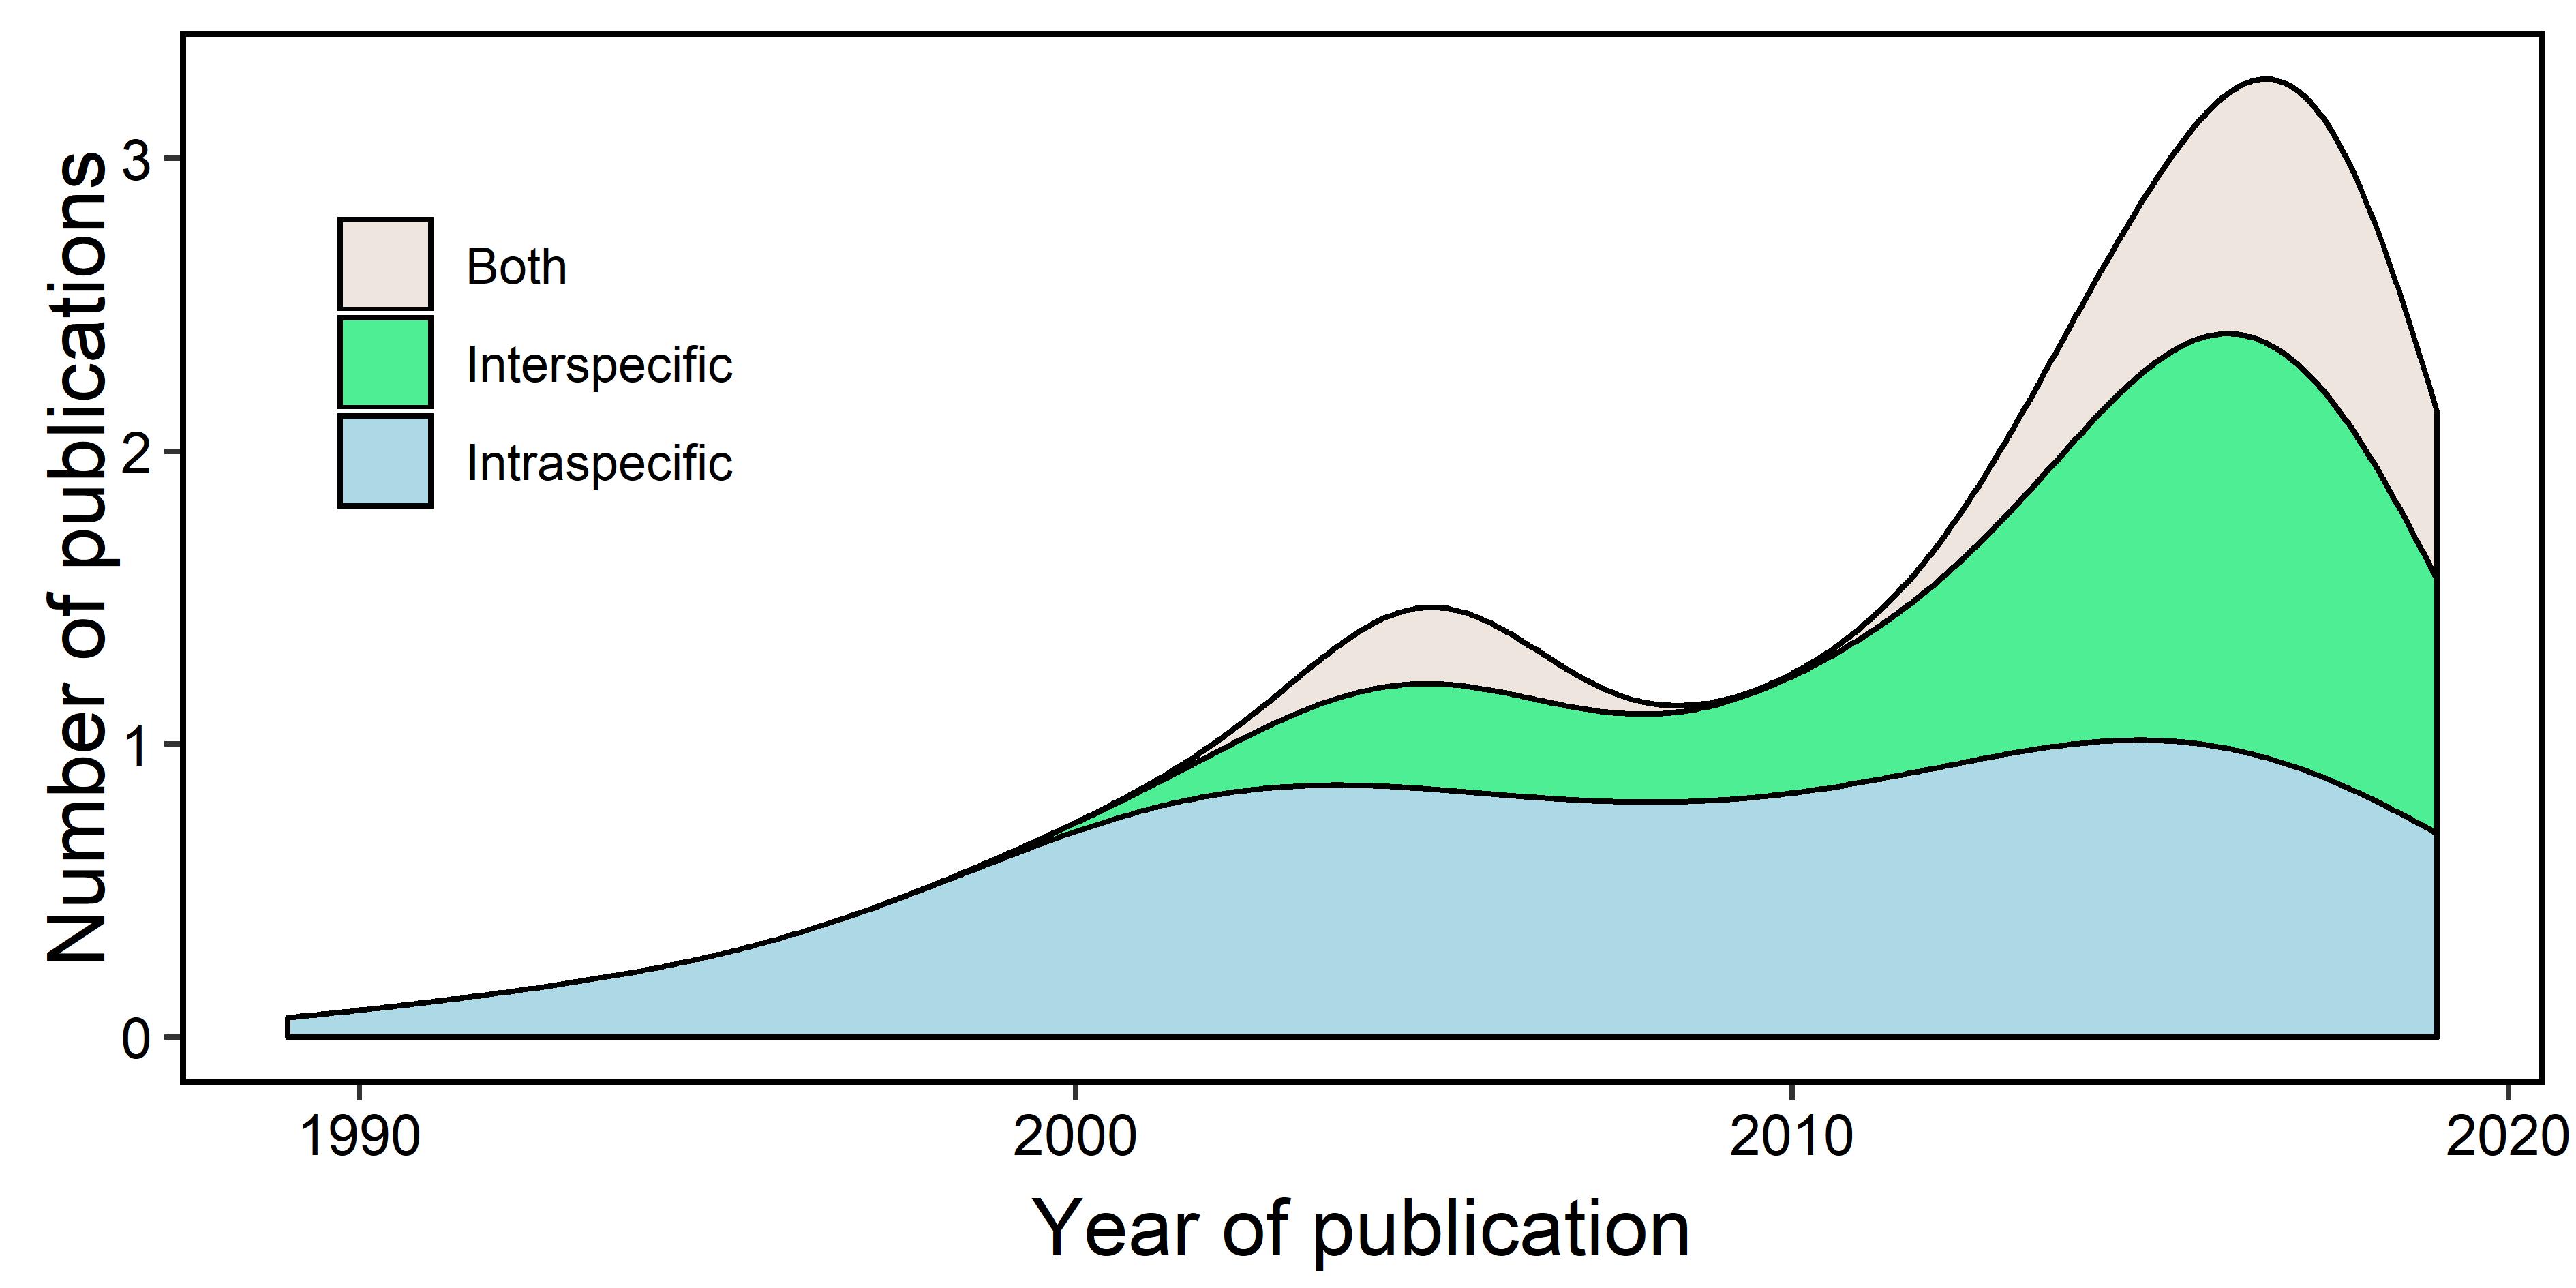 Number of publications
3
2
1
0
Both
Interspecific
Intraspecific
1990 2000 2010 2020
Year of publication